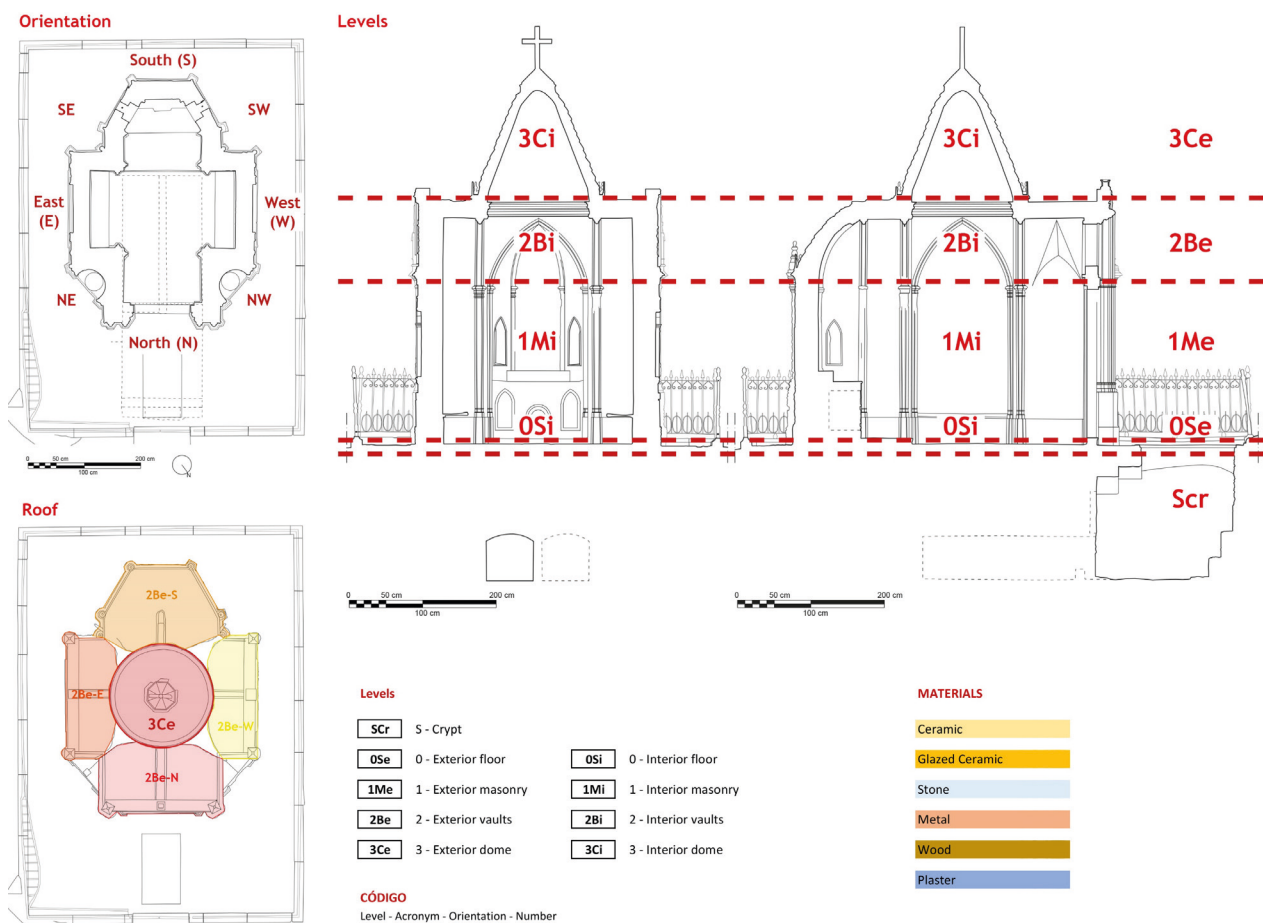 Orientation
South (S)
SE
SW
East
(E)
West
(W)
NE
NW
North (N)
0 50 cm 200 cm
100 cm
N
Levels
3Ci
3Ci
3Ce
2Bi
2Bi
2Be
1Mi
1Mi
1Me
0Si
0Si
0Se
Scr
0 50 cm 200 cm
100 cm
0 50 cm 200 cm
100 cm
Roof
2Be-S
2Be-E
3Ce
2Be-W
2Be-N
Levels
SCr S - Crypt
0Se 0 - Exterior floor
0Si 0 - Interior floor
1Me 1 - Exterior masonry
1Mi 1 - Interior masonry
2Be 2 - Exterior vaults
2Bi 2 - Interior vaults
3Ce 3 - Exterior dome
3Ci 3 - Interior dome
CÓDIGO
Level - Acronym - Orientation - Number
MATERIALS
Ceramic
Glazed Ceramic
Stone
Metal
Wood
Plaster